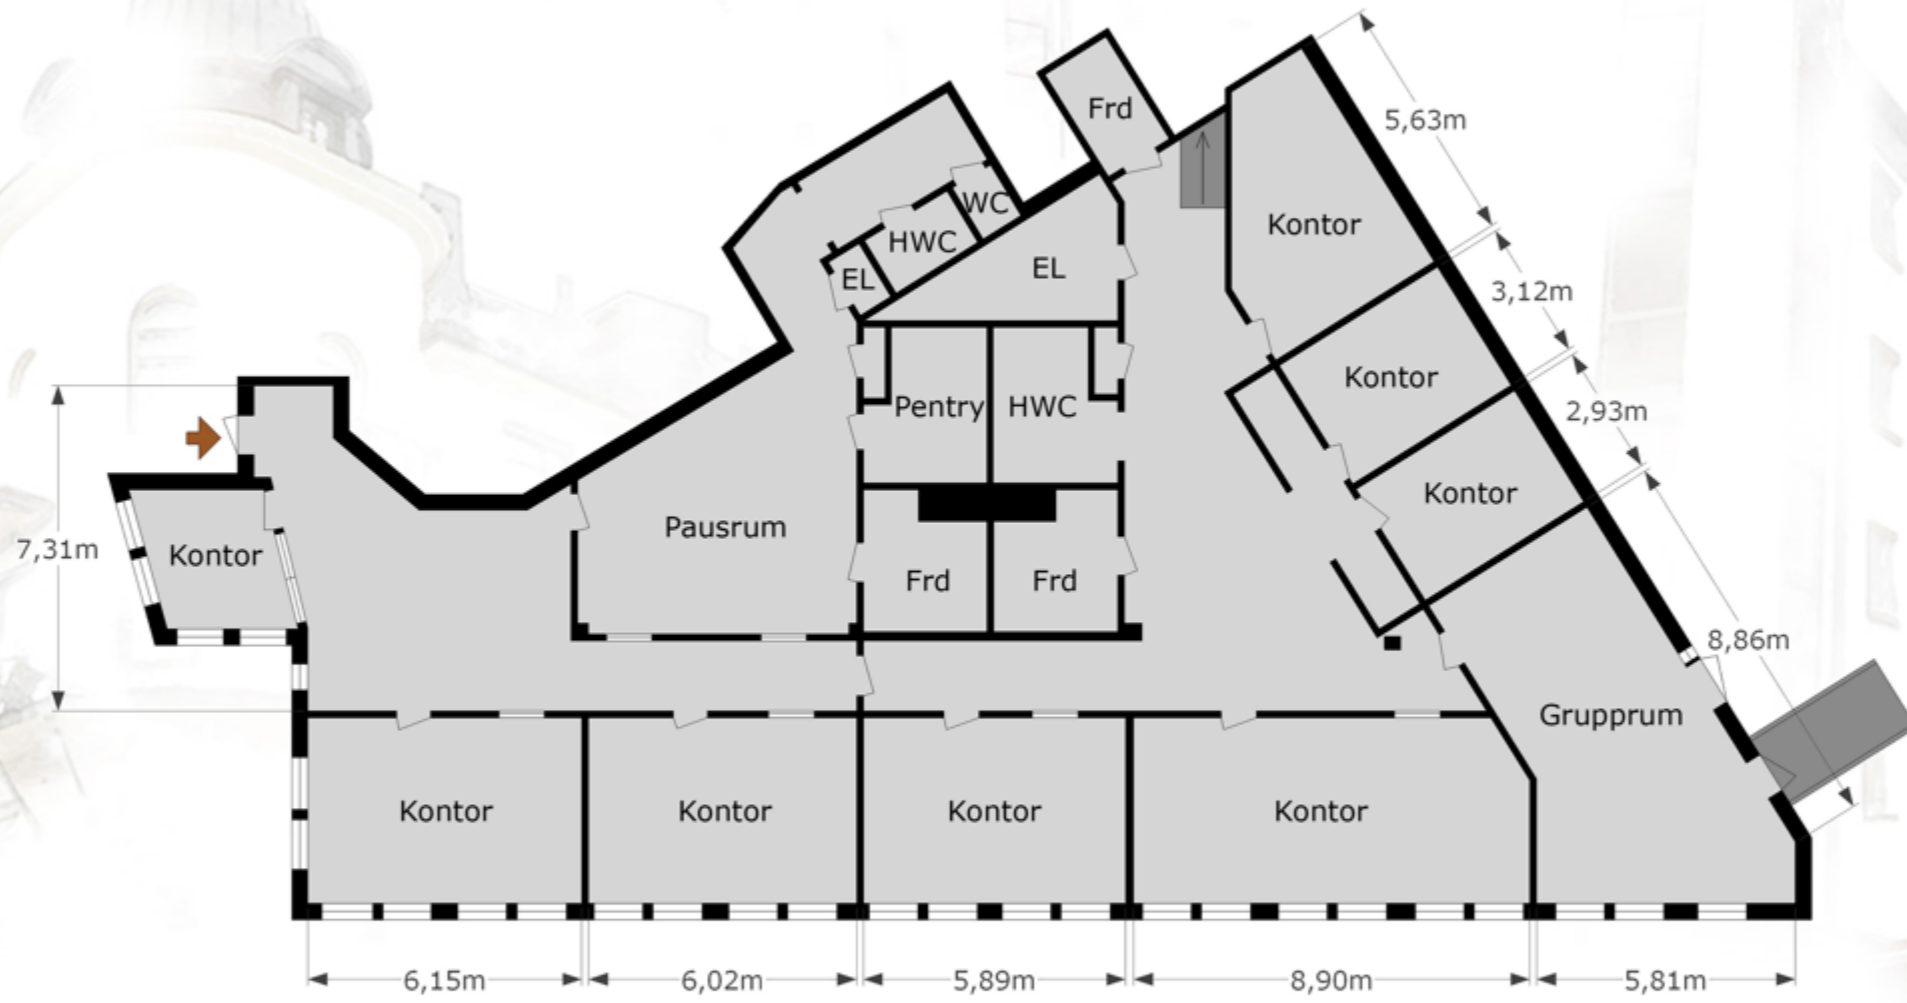 Frd
5,63m
WC
Kontor
HWC
EL
EL
3,12m
Kontor
Pentry
HWC
2,93m
Kontor
Pausrum
7,31m
Kontor
Frd
Frd
8,86m
Grupprum
Kontor
Kontor
Kontor
Kontor
6,15m
6,02m
5,89m
8,90m
5,81m